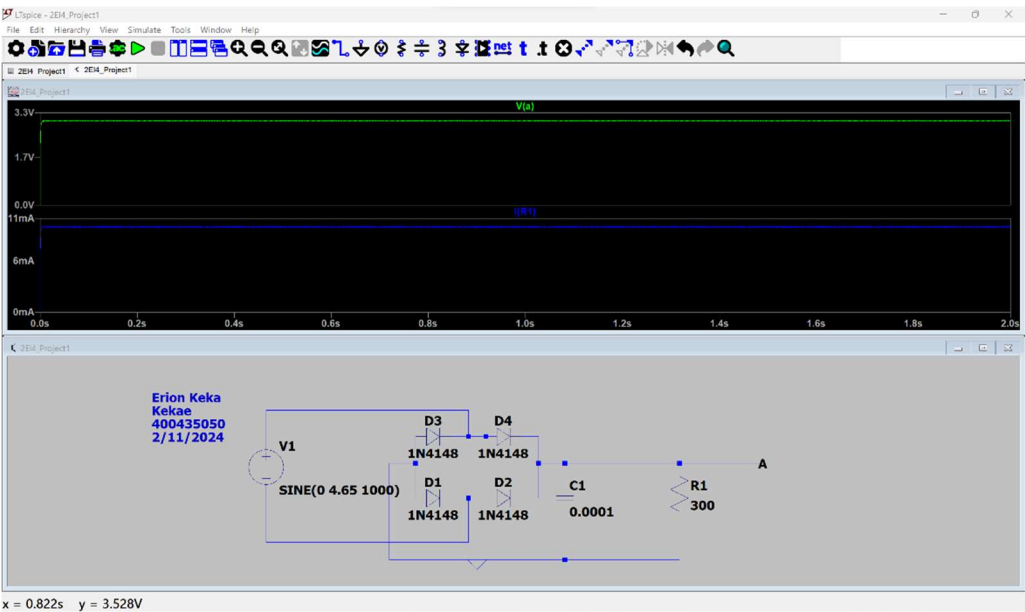 LTspice - 2EI4_Project1
File Edit Hierarchy View Simulate Tools Window Help
2EI4_Project1 2EI4_Project1
2EI4_Project1
V(a)
3.3V
1.7V
0.0V
I(R1)
11mA
6mA
0mA
0.0s 0.2s 0.4s 0.6s 0.8s 1.0s 1.2s 1.4s 1.6s 1.8s 2.0s
2EI4_Project1
Erion Keka
Kekae
400435050
2/11/2024
V1
SINE(0 4.65 1000)
D3 D4
1N4148 1N4148
D1 D2
1N4148 1N4148
C1
0.0001
R1
300
A
x = 0.822s y = 3.528V